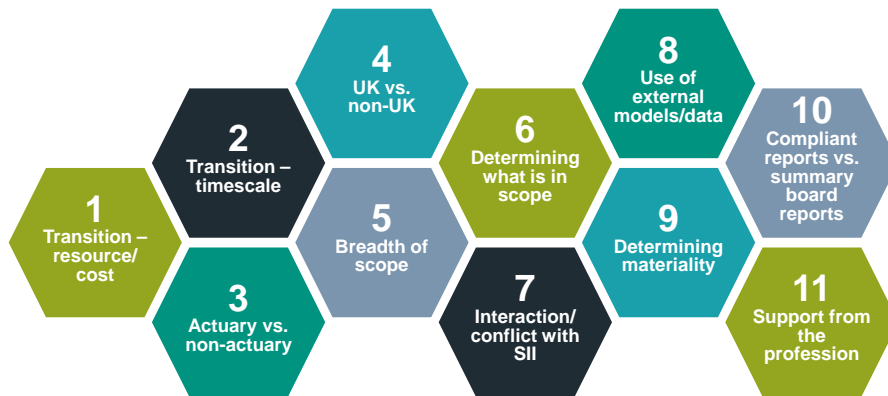 1
Transition –
resource/
cost
2
Transition –
timescale
3
Actuary vs.
non-actuary
4
UK vs.
non-UK
5
Breadth of
scope
6
Determining
what is in
scope
7
Interaction/
conflict with
SII
8
Use of
external
models/data
9
Determining
materiality
10
Compliant
reports vs.
summary
board
reports
11
Support from
the
profession